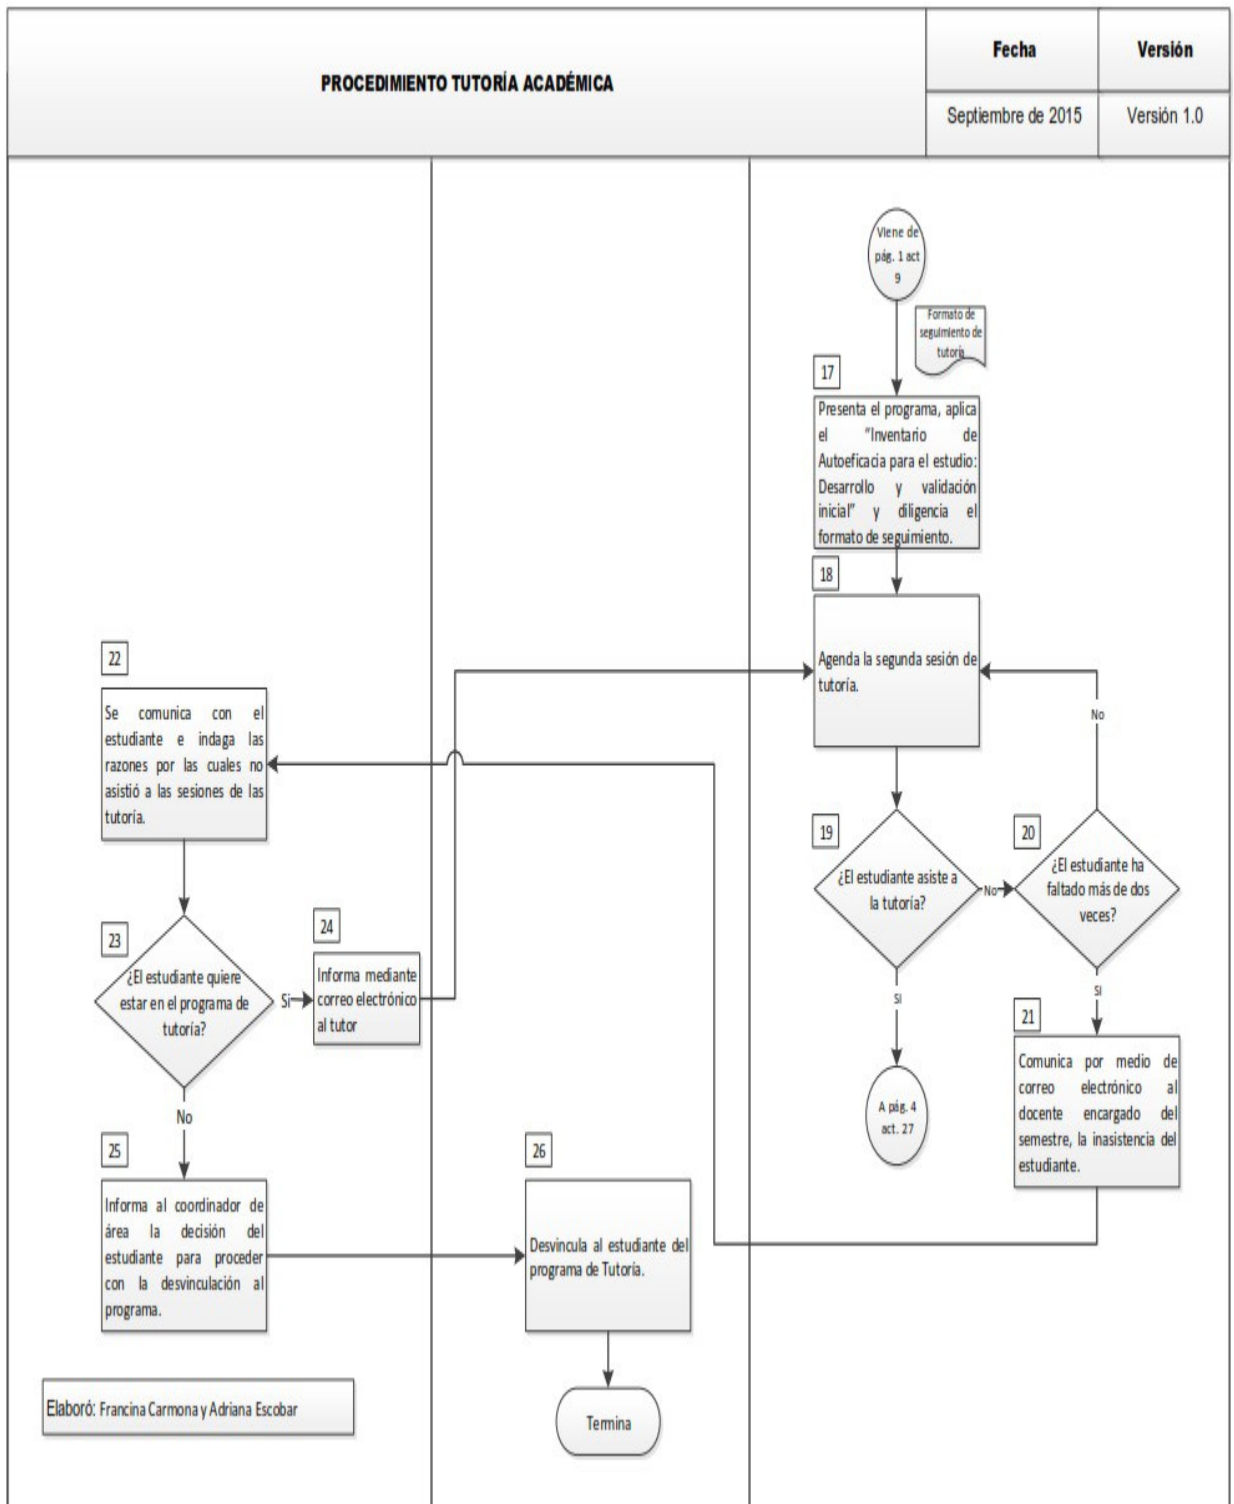 PROCEDIMIENTO TUTORÍA ACADÉMICA
Fecha
Versión
Septiembre de 2015
Versión 1.0
Viene de
pág. 1 act
9
Formato de
seguimiento de
tutoría
17
Presenta el programa, aplica
el "Inventario de
Autoeficacia para el estudio:
Desarrollo y validación
inicial" y diligencia el
formato de seguimiento.
18
Agenda la segunda sesión de
tutoría.
19
¿El estudiante asiste a
la tutoría?
No
20
¿El estudiante ha
faltado más de dos
veces?
No
SI
A pág. 4
act. 27
SI
21
Comunica por medio de
correo electrónico al
docente encargado del
semestre, la inasistencia del
estudiante.
22
Se comunica con el
estudiante e indaga las
razones por las cuales no
asistió a las sesiones de las
tutoría.
23
¿El estudiante quiere
estar en el programa de
tutoría?
Si
24
Informa mediante
correo electrónico
al tutor
No
25
Informa al coordinador de
área la decisión del
estudiante para proceder
con la desvinculación al
programa.
26
Desvincula al estudiante del
programa de Tutoría.
Termina
Elaboró: Francina Carmona y Adriana Escobar